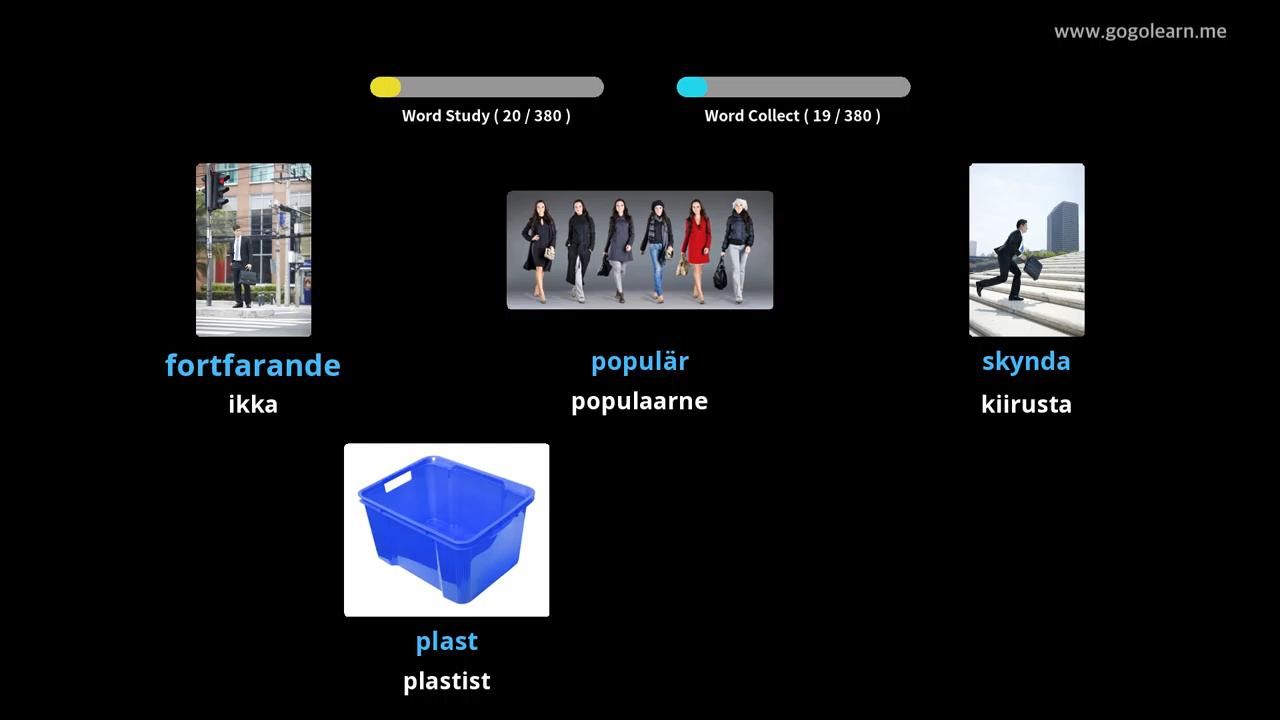 www.gogolearn.me
Word Study ( 20 / 380 )
Word Collect ( 19 / 380 )
fortfarande
ikka
populär
populaarne
skynda
kiirusta
plast
plastist